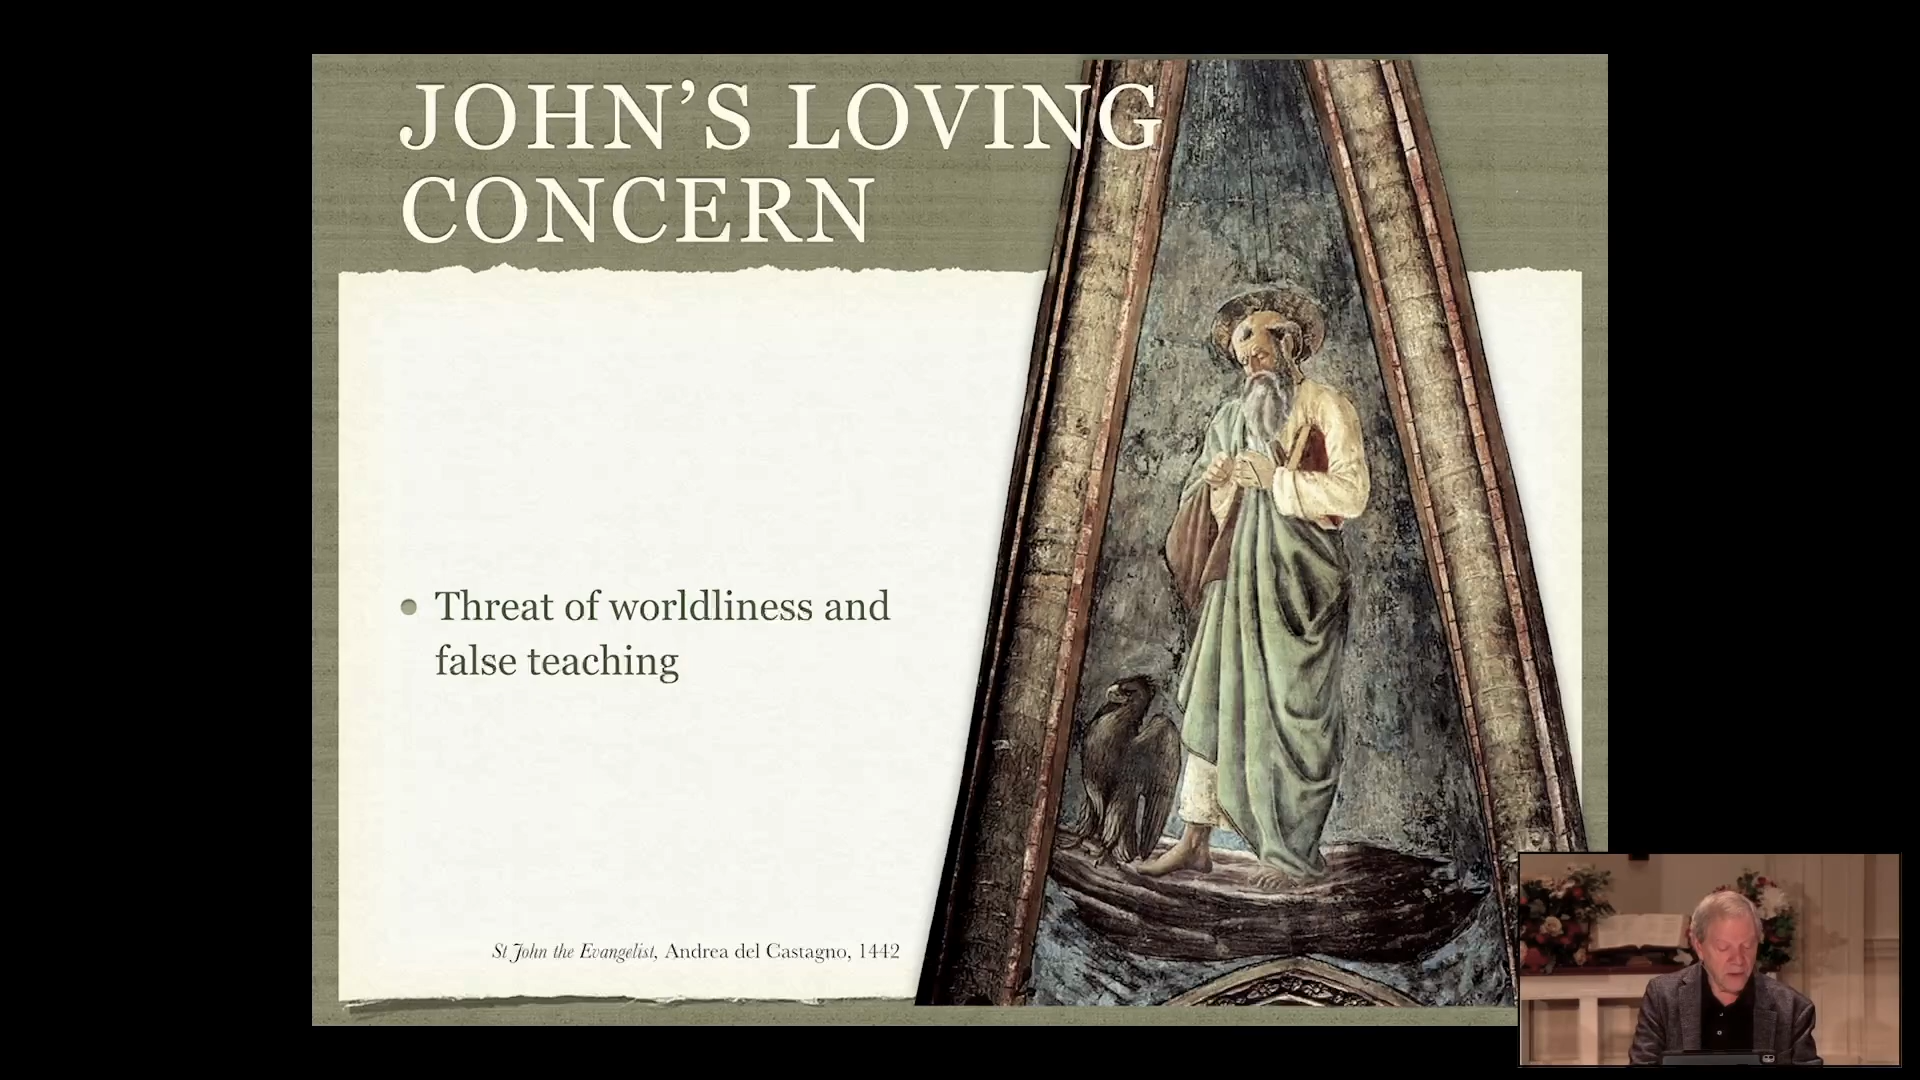 JOHN’S LOVING
CONCERN
• Threat of worldliness and
false teaching
St John the Evangelist, Andrea del Castagno, 1442